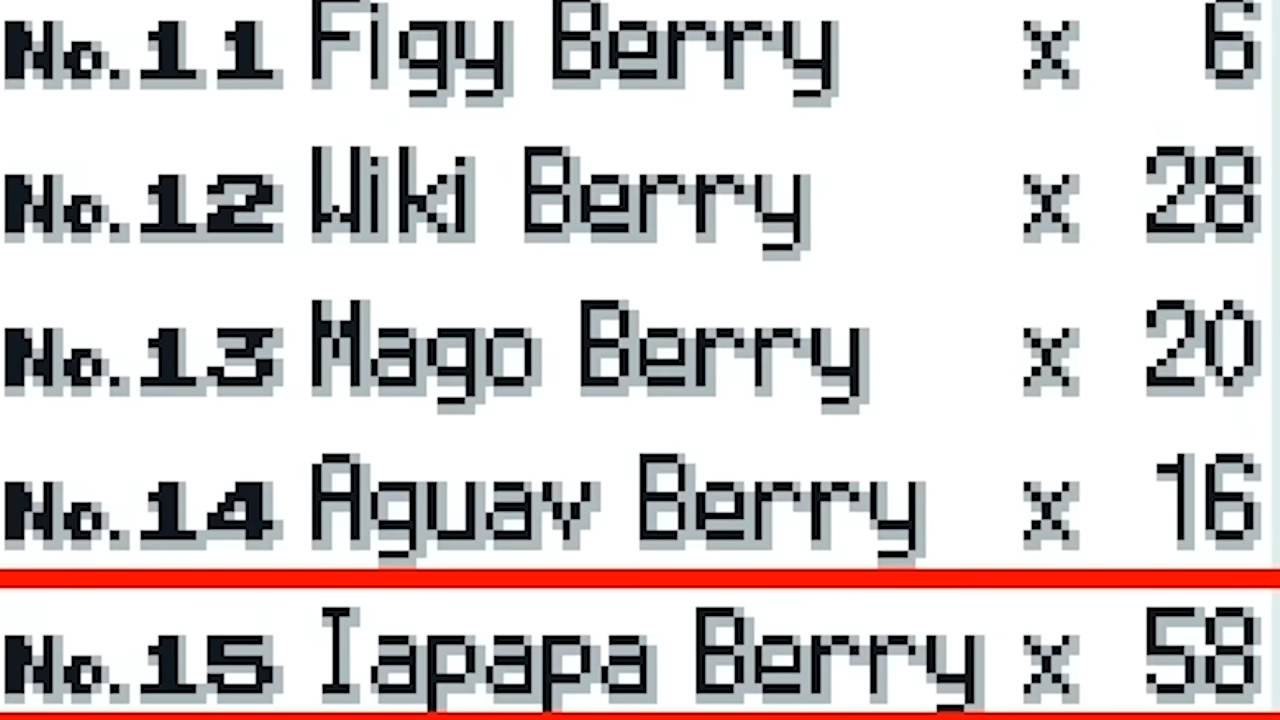 No.11 Figy Berry x 6
No.12 Wiki Berry x 28
No.13 Mago Berry x 20
No.14 Aguav Berry x 16
No.15 Iapapa Berry x 58